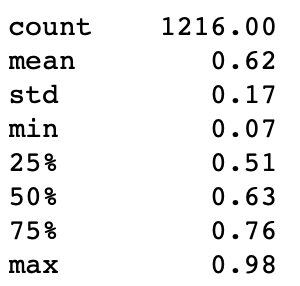 count 1216.00
mean 0.62
std 0.17
min 0.07
25% 0.51
50% 0.63
75% 0.76
max 0.98